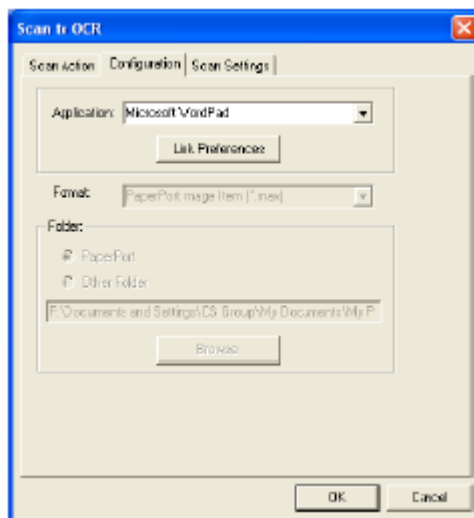 Scan to OCR
Scan Action Configuration Scan Settings
Application: Microsoft WordPad
Link Preferences
Format: PaperPort Image Item (*.max)
Folder:
PaperPort
Other Folder
F:\Documents and Settings\CS Group\My Documents\My P
Browse
OK Cancel